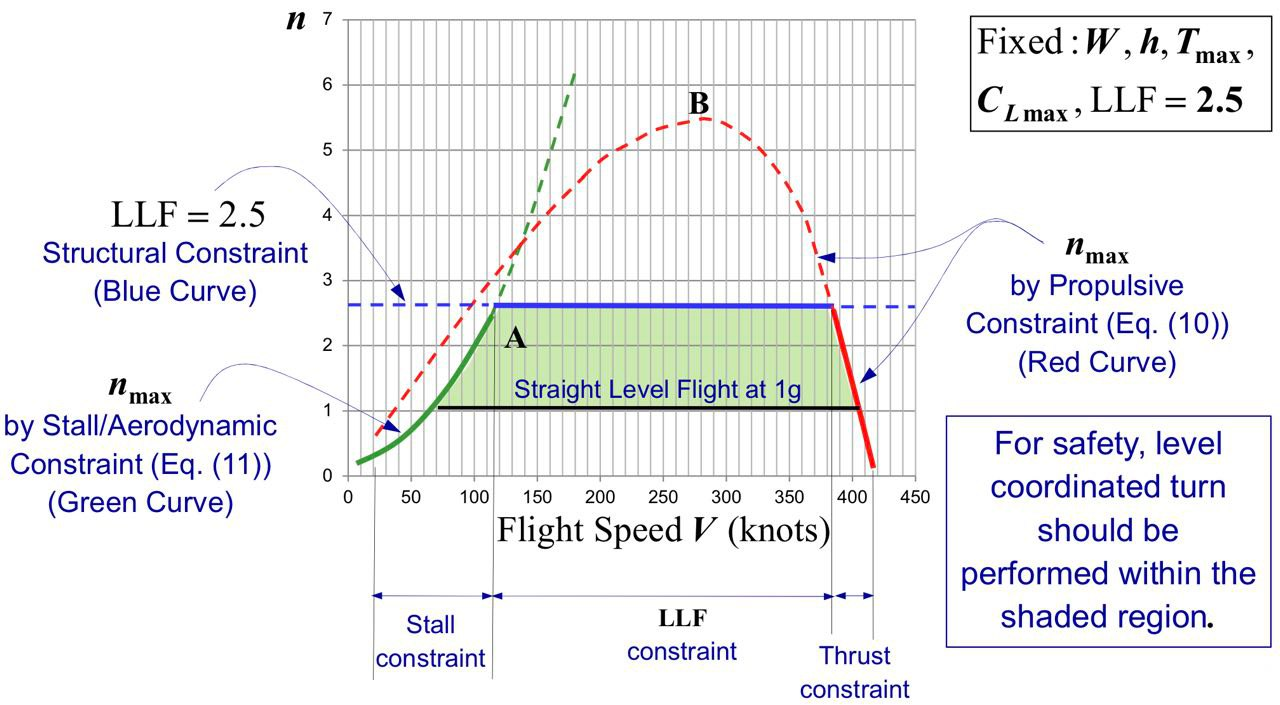 n
7
6
5
4
3
2
1
0
0 50 100 150 200 250 300 350 400 450
Flight Speed V (knots)
B
A
Straight Level Flight at 1g
LLF = 2.5
Structural Constraint
(Blue Curve)
nmax
by Stall/Aerodynamic
Constraint (Eq. (11))
(Green Curve)
Fixed : W , h, Tmax ,
CLmax , LLF = 2.5
nmax
by Propulsive
Constraint (Eq. (10))
(Red Curve)
For safety, level
coordinated turn
should be
performed within the
shaded region.
Stall
constraint
LLF
constraint
Thrust
constraint